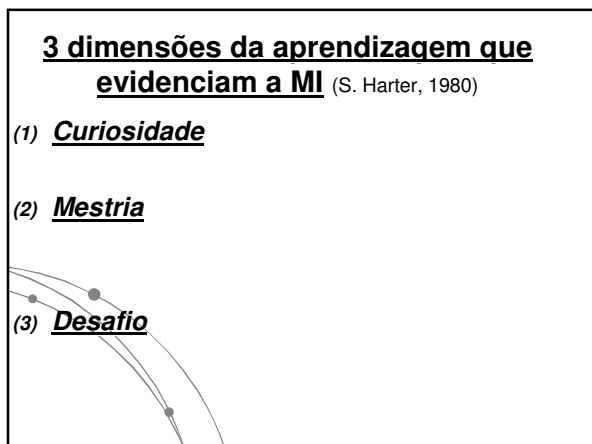 3 dimensões da aprendizagem que
evidenciam a MI (S. Harter, 1980)
(1) Curiosidade
(2) Mestria
(3) Desafio